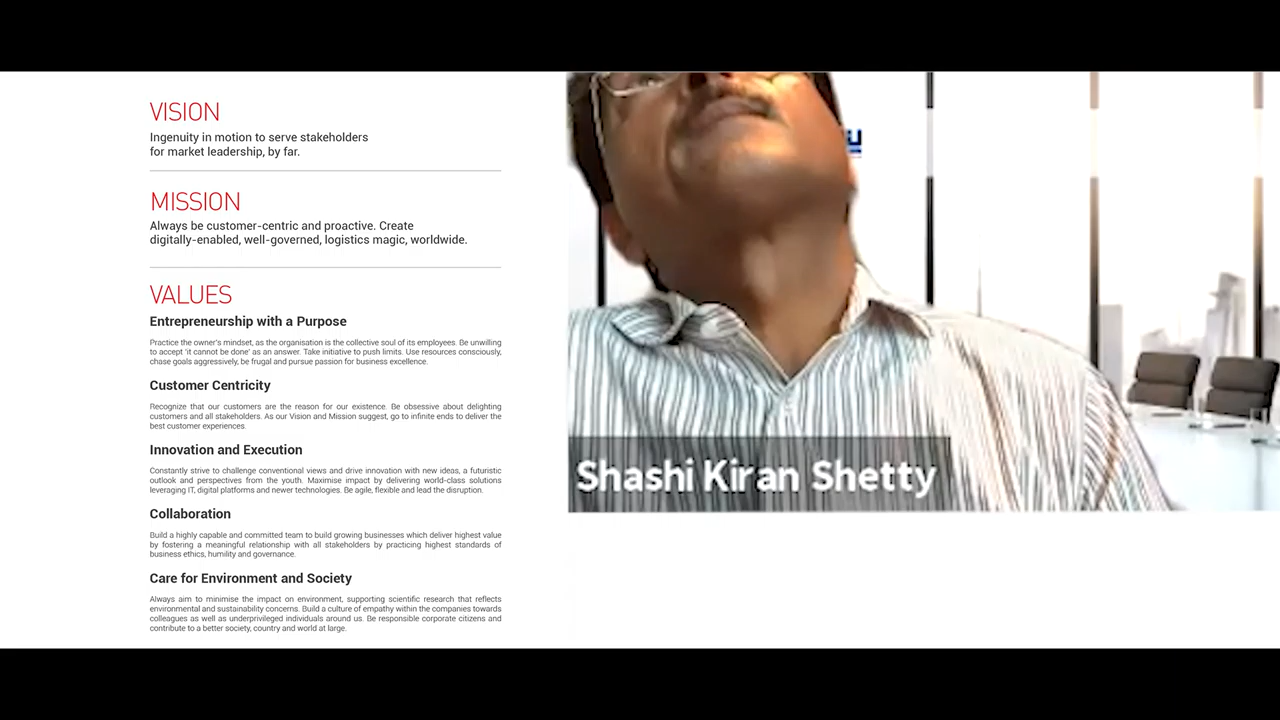 VISION
Ingenuity in motion to serve stakeholders
for market leadership, by far.
MISSION
Always be customer-centric and proactive. Create
digitally-enabled, well-governed, logistics magic, worldwide.
VALUES
Entrepreneurship with a Purpose
Practice the owner's mindset, as the organisation is the collective soul of its employees. Be unwilling
to accept 'it cannot be done' as an answer. Take initiative to push limits. Use resources consciously,
chase goals aggressively, be frugal and pursue passion for business excellence.
Customer Centricity
Recognize that our customers are the reason for our existence. Be obsessive about delighting
customers and all stakeholders. As our Vision and Mission suggest, go to infinite ends to deliver the
best customer experiences.
Innovation and Execution
Constantly strive to challenge conventional views and drive innovation with new ideas, a futuristic
outlook and perspectives from the youth. Maximise impact by delivering world-class solutions
leveraging IT, digital platforms and newer technologies. Be agile, flexible and lead the disruption.
Collaboration
Build a highly capable and committed team to build growing businesses which deliver highest value
by fostering a meaningful relationship with all stakeholders by practicing highest standards of
business ethics, humility and governance.
Care for Environment and Society
Always aim to minimise the impact on environment, supporting scientific research that reflects
environmental and sustainability concerns. Build a culture of empathy within the companies towards
colleagues as well as underprivileged individuals around us. Be responsible corporate citizens and
contribute to a better society, country and world at large.
Shashi Kiran Shetty